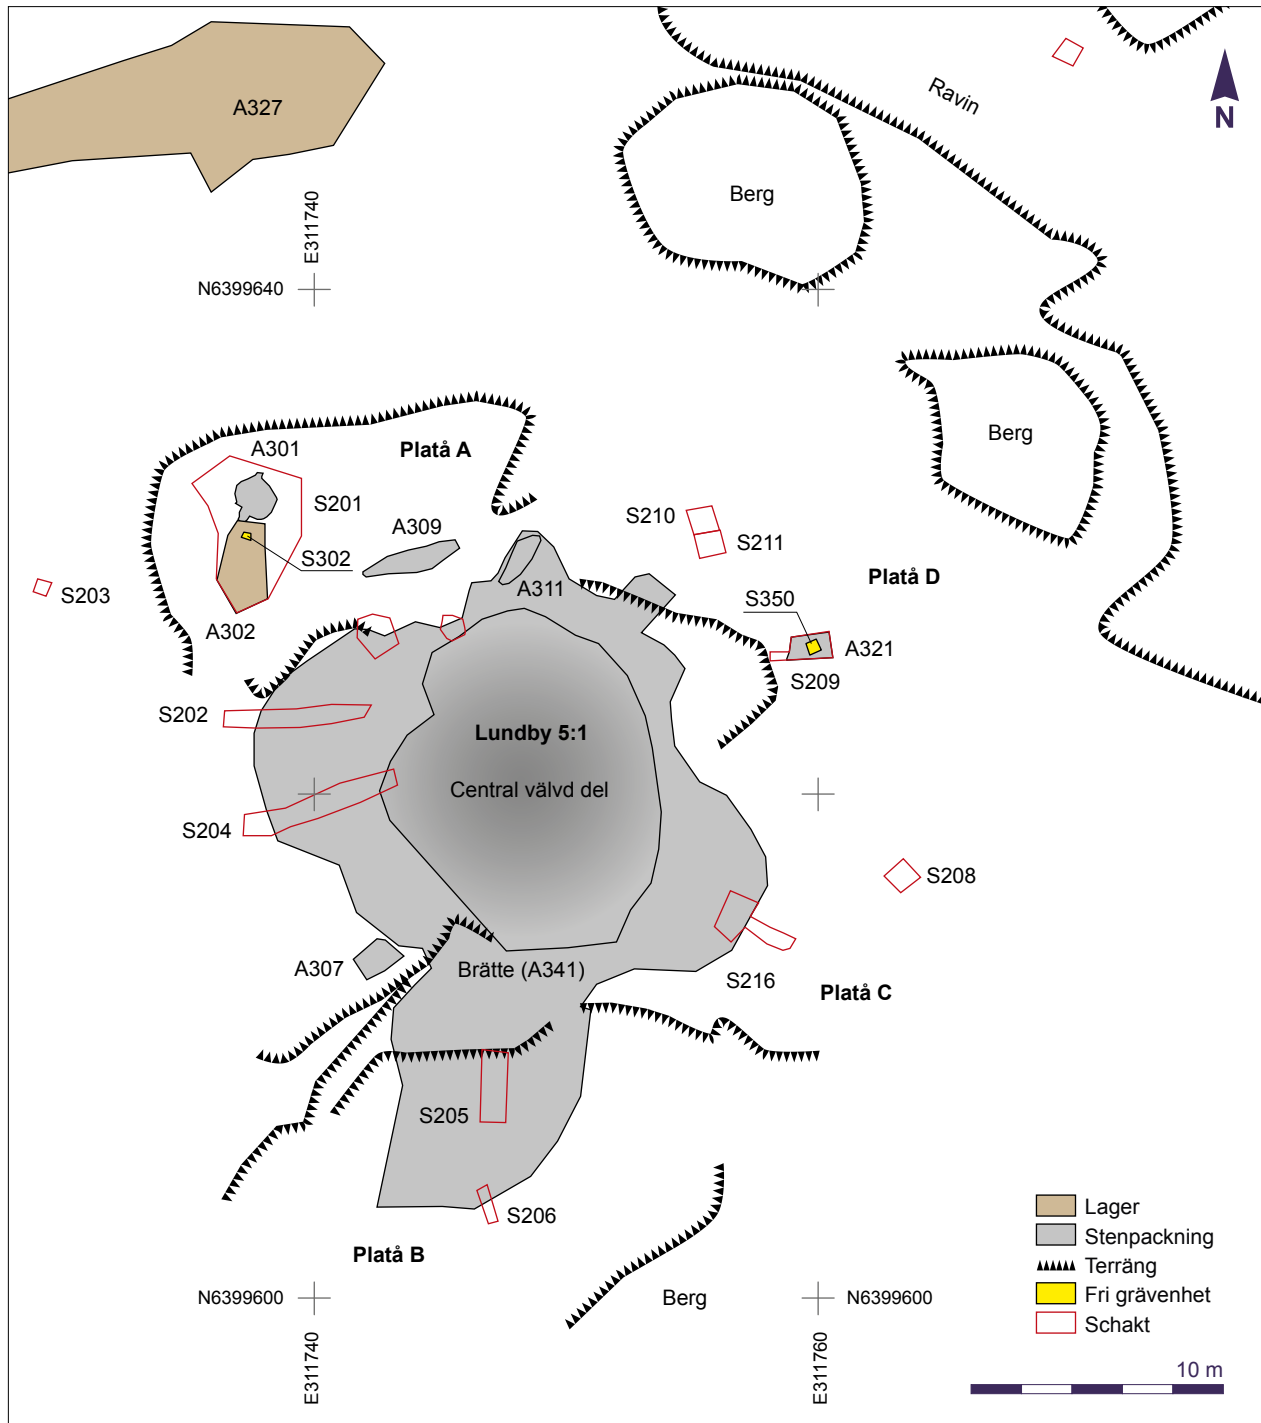 A327
Ravin
N
Berg
E311740
N6399640
Berg
A301
Platå A
S201
A309
S210
S211
S302
A311
Platå D
S203
S350
A302
A321
S209
S202
Lundby 5:1
Central välvd del
S204
S208
A307
Brätte (A341)
S216
Platå C
S205
S206
Platå B
Berg
N6399600
N6399600
E311740
E311760
Lager
Stenpackning
Terräng
Fri grävenhet
Schakt
10 m